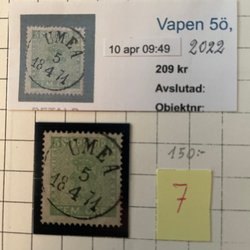 Vapen 5ö,
UMEÅ
5
18 4 74
10 apr 09:49
2022
209 kr
Avslutad:
Objektnr:
150:-
UMEÅ
5
18 4 74
7